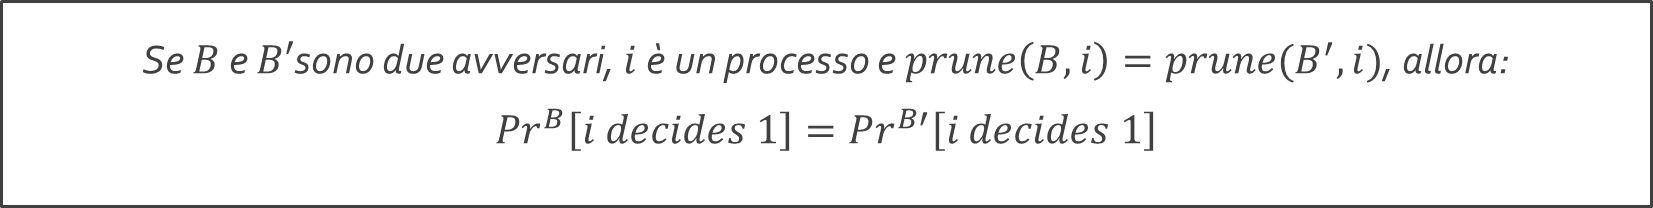 Se B e B′sono due avversari, i è un processo e prune(B, i) = prune(B′, i), allora:
Pr^B[i decides 1] = Pr^B′[i decides 1]